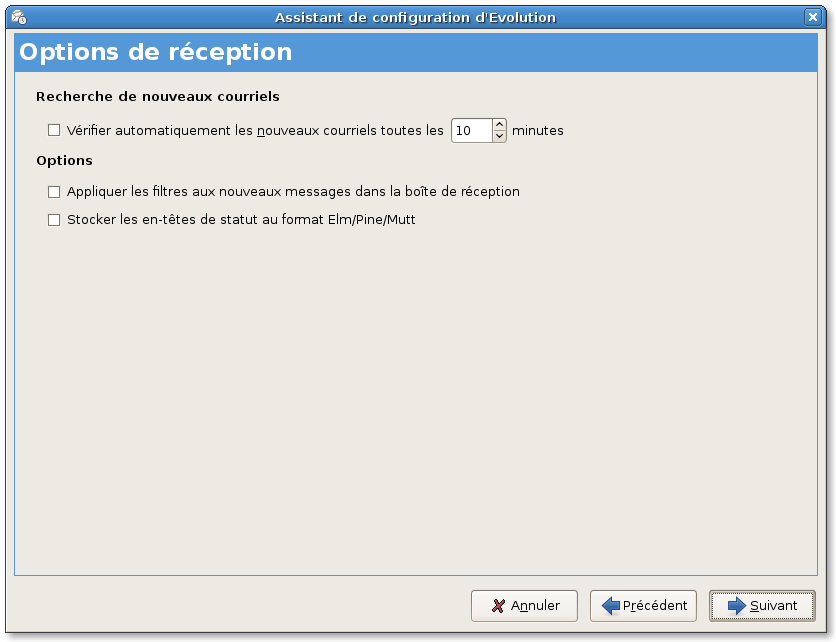 Assistant de configuration d'Evolution
Options de réception
Recherche de nouveaux courriels
Vérifier automatiquement les nouveaux courriels toutes les 10 minutes
Options
Appliquer les filtres aux nouveaux messages dans la boîte de réception
Stocker les en-têtes de statut au format Elm/Pine/Mutt
Annuler Précédent Suivant